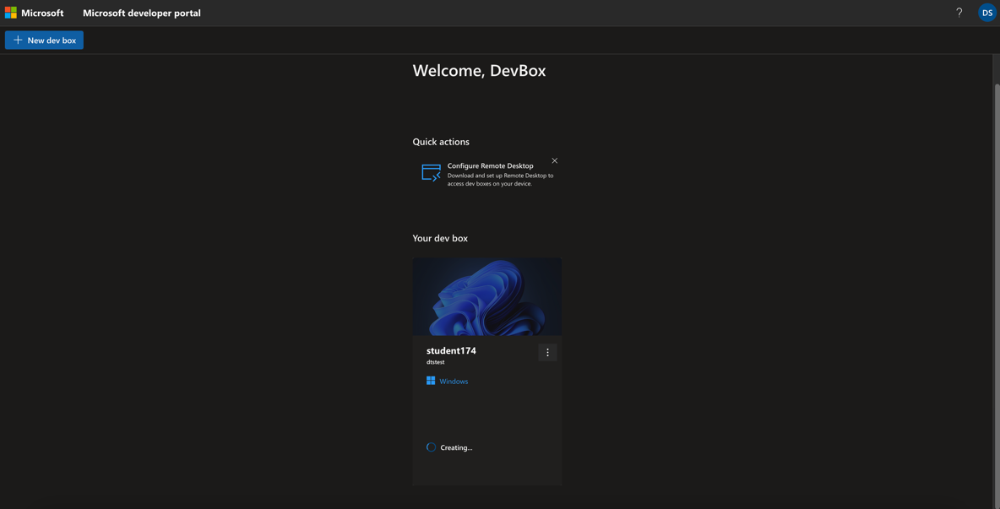 Microsoft Microsoft developer portal ? DS
+ New dev box
Welcome, DevBox
Quick actions
Configure Remote Desktop
Download and set up Remote Desktop to
access dev boxes on your device.
Your dev box
student174
dtstest
Windows
Creating...